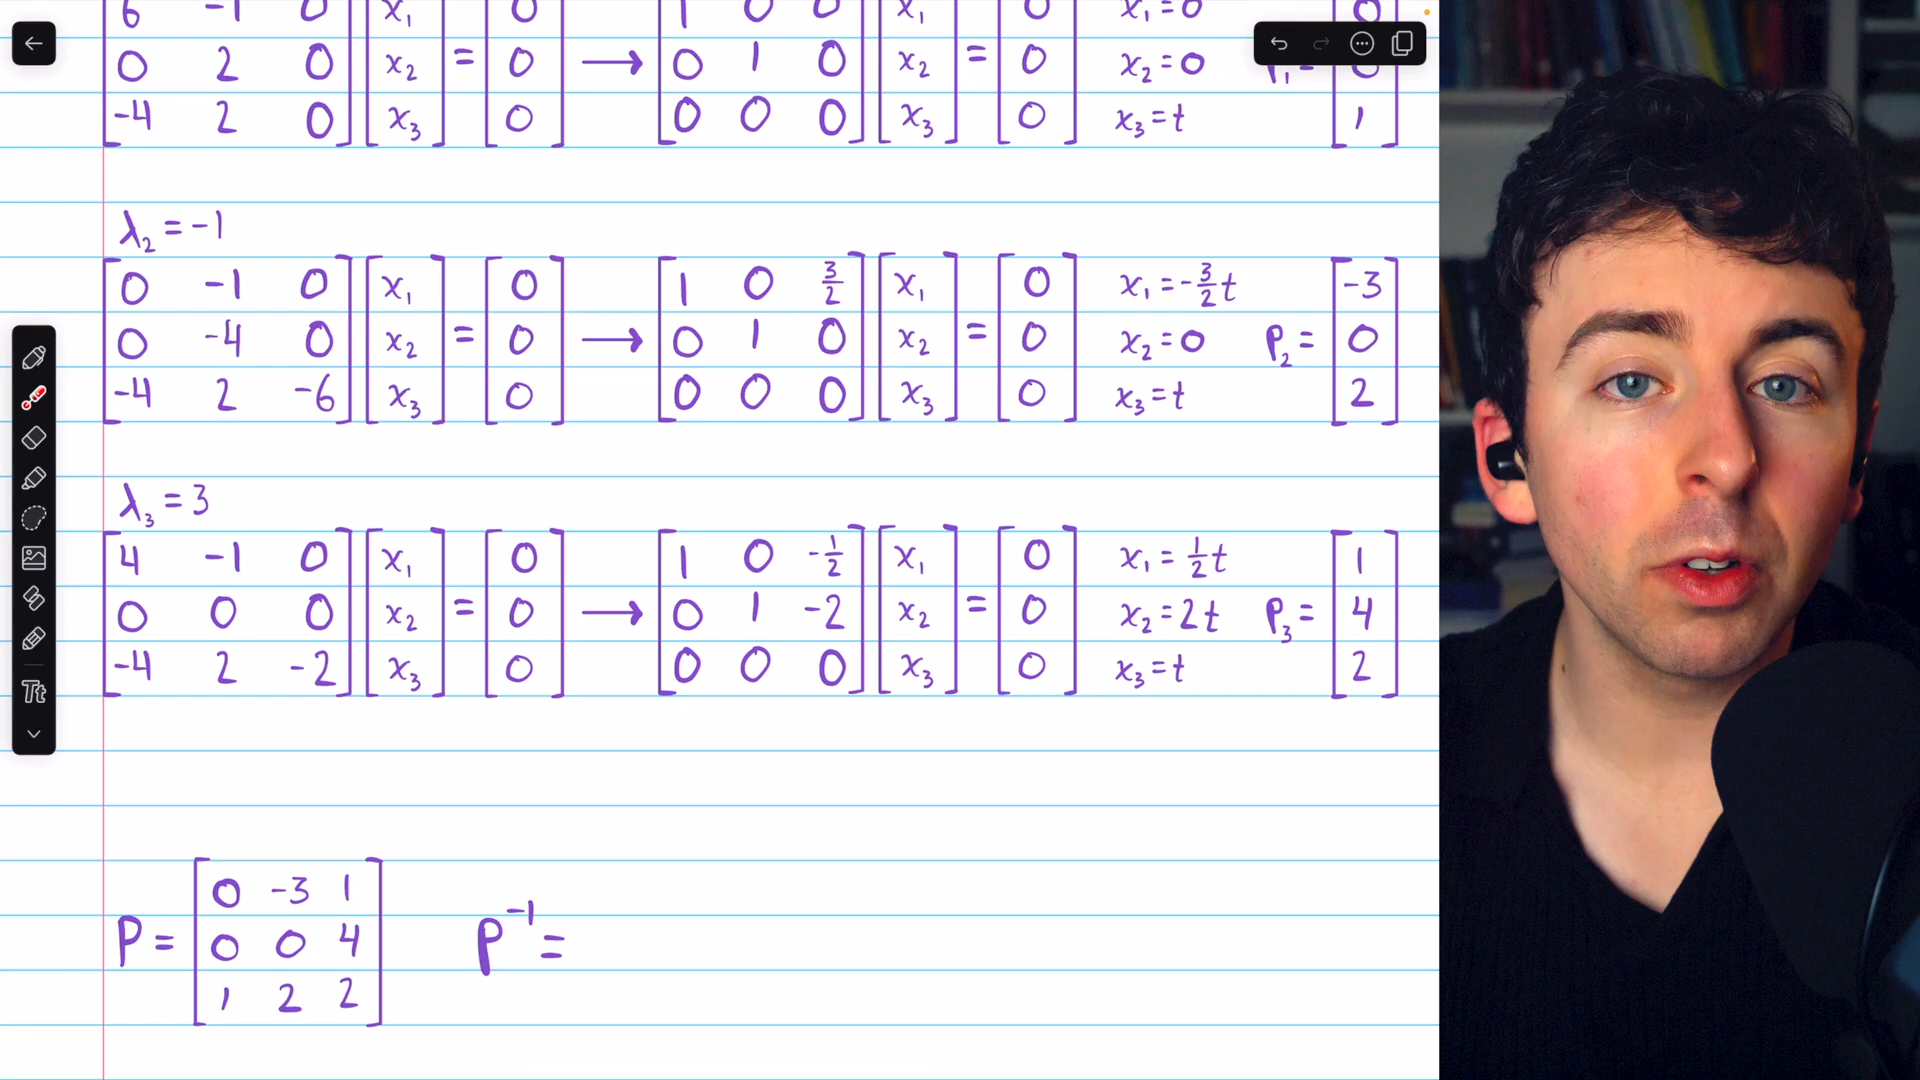 6 -1 0 x₁ 0 1 0 0 x₁ 0 x₁ = 0 0
0 2 0 x₂ = 0 → 0 1 0 x₂ = 0 x₂ = 0 P₁ = 0
-4 2 0 x₃ 0 0 0 0 x₃ 0 x₃ = t 1
λ₂ = -1
0 -1 0 x₁ 0 1 0 3/2 x₁ 0 x₁ = -3/2 t -3
0 -4 0 x₂ = 0 → 0 1 0 x₂ = 0 x₂ = 0 P₂ = 0
-4 2 -6 x₃ 0 0 0 0 x₃ 0 x₃ = t 2
λ₃ = 3
4 -1 0 x₁ 0 1 0 -1/2 x₁ 0 x₁ = 1/2 t 1
0 0 0 x₂ = 0 → 0 1 -2 x₂ = 0 x₂ = 2t P₃ = 4
-4 2 -2 x₃ 0 0 0 0 x₃ 0 x₃ = t 2
Tt
0 -3 1
P = 0 0 4 P⁻¹ =
1 2 2